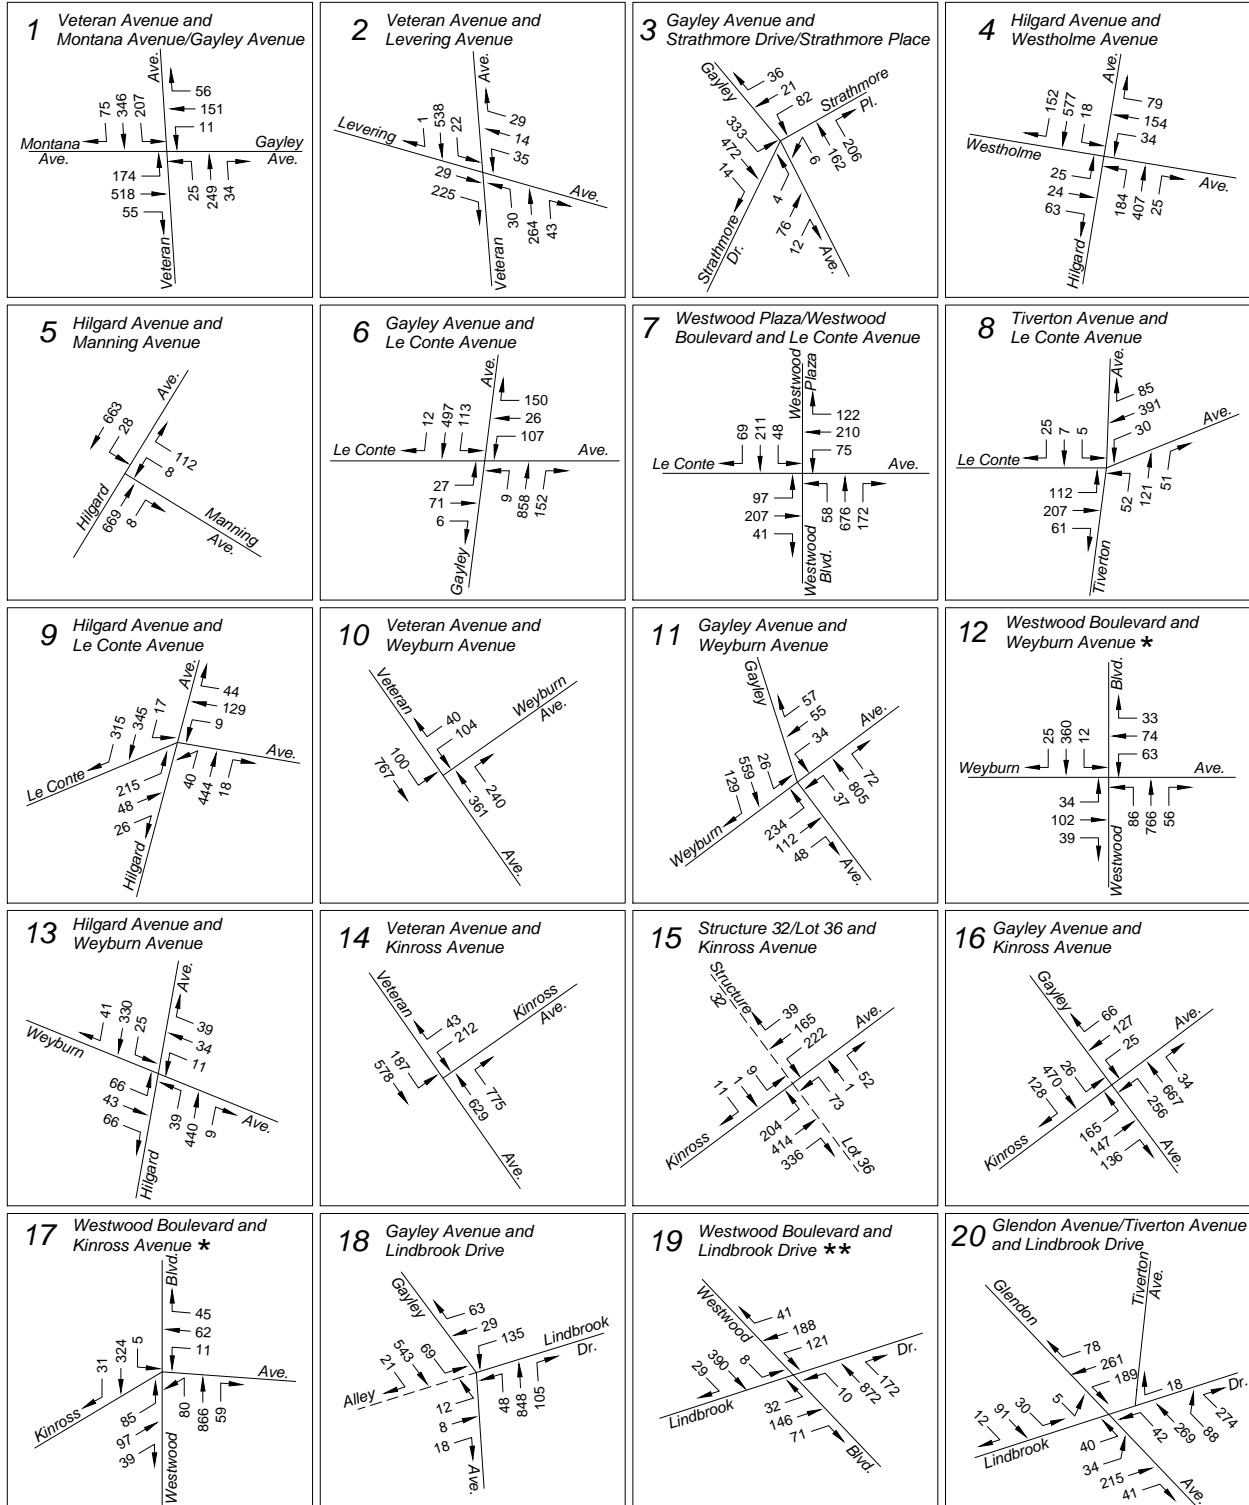 1 Veteran Avenue and
Montana Avenue/Gayley Avenue
Ave.
75 346 207
56
151
11
Montana Ave.
Gayley Ave.
174
518
55
25 249 34
Veteran
2 Veteran Avenue and
Levering Avenue
Ave.
1 538 22
29
14
35
Levering
Ave.
29
225
30 264 43
Veteran
3 Gayley Avenue and
Strathmore Drive/Strathmore Place
Gayley
36
21
82
Strathmore Pl.
333
472
14
6
162
206
4
76
12
Strathmore Dr.
Ave.
4 Hilgard Avenue and
Westholme Avenue
Ave.
152 577 18
79
154
34
Westholme
Ave.
25
24
63
184 407 25
Hilgard
5 Hilgard Avenue and
Manning Avenue
Ave.
663
28
112
8
Hilgard
669
8
Manning Ave.
6 Gayley Avenue and
Le Conte Avenue
Ave.
12 497 113
150
26
107
Le Conte
Ave.
27
71
6
9 858 152
Gayley
7 Westwood Plaza/Westwood
Boulevard and Le Conte Avenue
Westwood Plaza
69 211 48
122
210
75
Le Conte
Ave.
97
207
41
58 676 172
Westwood Blvd.
8 Tiverton Avenue and
Le Conte Avenue
Ave.
25 7 5
85
391
30
Le Conte
Ave.
112
207
61
52 121 51
Tiverton
9 Hilgard Avenue and
Le Conte Avenue
Ave.
315 345 17
44
129
9
Le Conte
Ave.
215
48
26
40 444 18
Hilgard
10 Veteran Avenue and
Weyburn Avenue
Veteran
40
104
Weyburn Ave.
100
767
240
361
Ave.
11 Gayley Avenue and
Weyburn Avenue
Gayley
57
55
34
Ave.
26
559
129
72
805
37
Weyburn
234
112
48
Ave.
12 Westwood Boulevard and
Weyburn Avenue *
Blvd.
25 360 12
33
74
63
Weyburn
Ave.
34
102
39
86 766 56
Westwood
13 Hilgard Avenue and
Weyburn Avenue
Ave.
41 330 25
39
34
11
Weyburn
Ave.
66
43
66
39 440 9
Hilgard
14 Veteran Avenue and
Kinross Avenue
Veteran
43
212
Kinross Ave.
187
578
775
629
Ave.
15 Structure 32/Lot 36 and
Kinross Avenue
Structure 32
39
165
222
Ave.
9
1
11
52
1
73
Kinross
204
414
336
Lot 36
16 Gayley Avenue and
Kinross Avenue
Gayley
66
127
25
Ave.
26
470
128
34
667
256
Kinross
165
147
136
Ave.
17 Westwood Boulevard and
Kinross Avenue *
Blvd.
31 324 5
45
62
11
Kinross
Ave.
85
97
39
80 866 59
Westwood
18 Gayley Avenue and
Lindbrook Drive
Gayley
63
29
135
Lindbrook Dr.
69
543
21
Alley
12
8
18
48 848 105
Ave.
19 Westwood Boulevard and
Lindbrook Drive **
Westwood
41
188
121
Dr.
8
390
29
172
872
10
Lindbrook
32
146
71
Blvd.
20 Glendon Avenue/Tiverton Avenue
and Lindbrook Drive
Glendon
Tiverton Ave.
78
261
189
18
Dr.
5
30
91
12
274
88
269
42
Lindbrook
40
34
215
41
Ave.